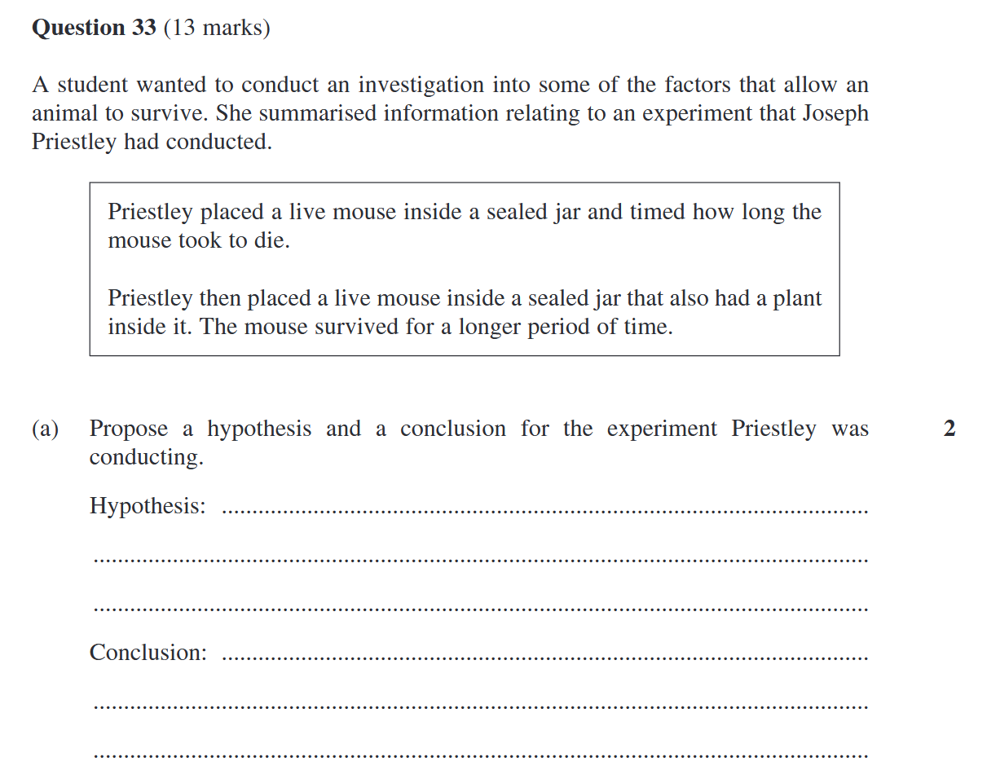 Question 33 (13 marks)
A student wanted to conduct an investigation into some of the factors that allow an
animal to survive. She summarised information relating to an experiment that Joseph
Priestley had conducted.
Priestley placed a live mouse inside a sealed jar and timed how long the
mouse took to die.
Priestley then placed a live mouse inside a sealed jar that also had a plant
inside it. The mouse survived for a longer period of time.
(a) Propose a hypothesis and a conclusion for the experiment Priestley was 2
conducting.
Hypothesis: ..........................................................................................................
................................................................................................................................
................................................................................................................................
Conclusion: ..........................................................................................................
................................................................................................................................
................................................................................................................................